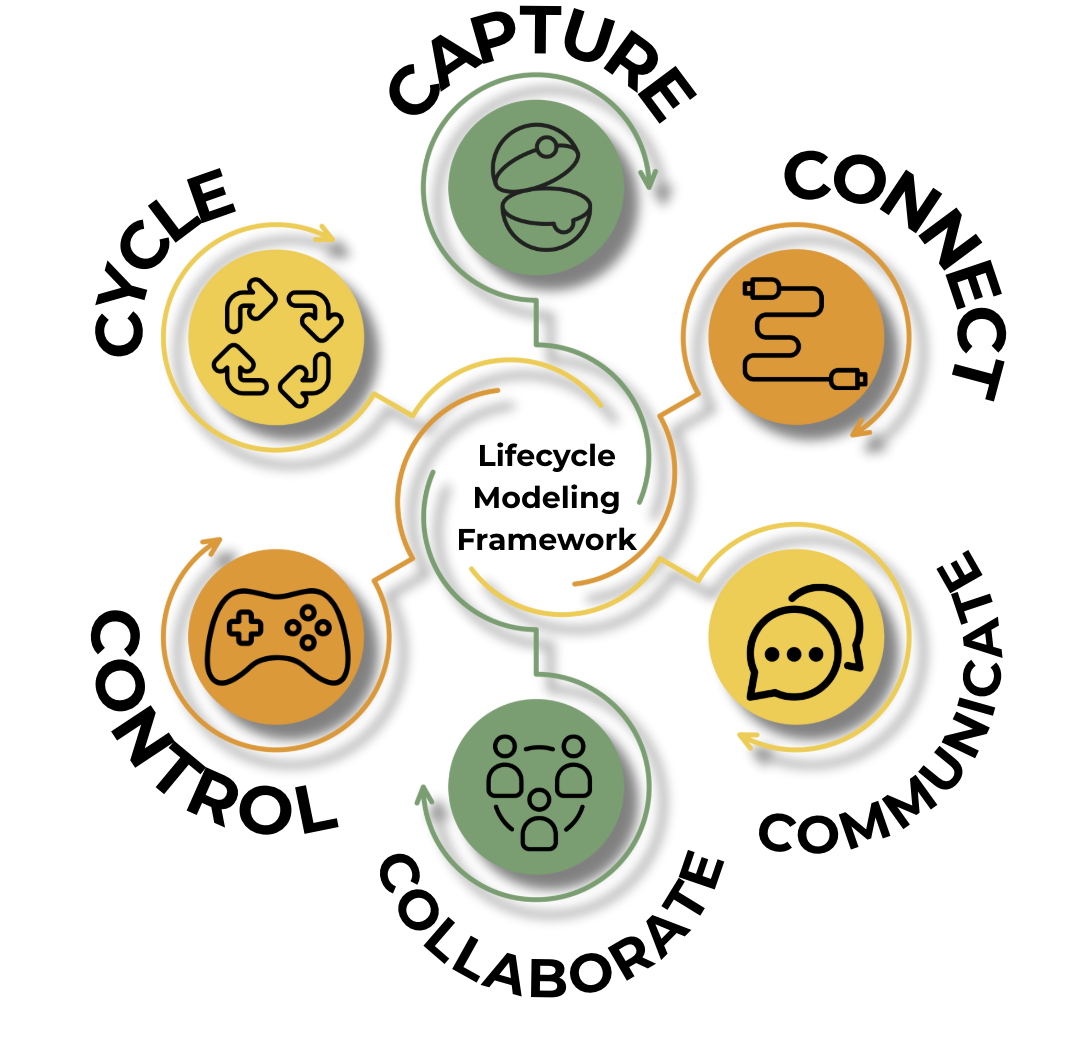 CAPTURE
CONNECT
CYCLE
Lifecycle
Modeling
Framework
COMMUNICATE
CONTROL
COLLABORATE